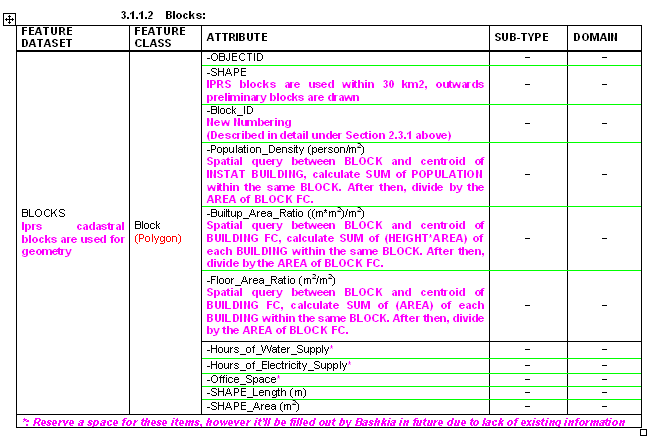 3.1.1.2 Blocks:
FEATURE DATASET
FEATURE CLASS
ATTRIBUTE
SUB-TYPE
DOMAIN
BLOCKS
Iprs cadastral
blocks are used for
geometry
Block
(Polygon)
-OBJECTID
–
–
-SHAPE
IPRS blocks are used within 30 km2, outwards
preliminary blocks are drawn
–
–
-Block_ID
New Numbering
(Described in detail under Section 2.3.1 above)
–
–
-Population_Density (person/m²)
Spatial query between BLOCK and centroid of
INSTAT BUILDING, calculate SUM of POPULATION
within the same BLOCK. After then, divide by the
AREA of BLOCK FC.
–
–
-Builtup_Area_Ratio ((m*m²)/m²)
Spatial query between BLOCK and centroid of
BUILDING FC, calculate SUM of (HEIGHT*AREA) of
each BUILDING within the same BLOCK. After then,
divide by the AREA of BLOCK FC.
–
–
-Floor_Area_Ratio (m²/m²)
Spatial query between BLOCK and centroid of
BUILDING FC, calculate SUM of (AREA) of each
BUILDING within the same BLOCK. After then, divide
by the AREA of BLOCK FC.
–
–
-Hours_of_Water_Supply*
–
–
-Hours_of_Electricity_Supply*
–
–
-Office_Space*
–
–
-SHAPE_Length (m)
–
–
-SHAPE_Area (m²)
–
–
*: Reserve a space for these items, however it'll be filled out by Bashkia in future due to lack of existing information